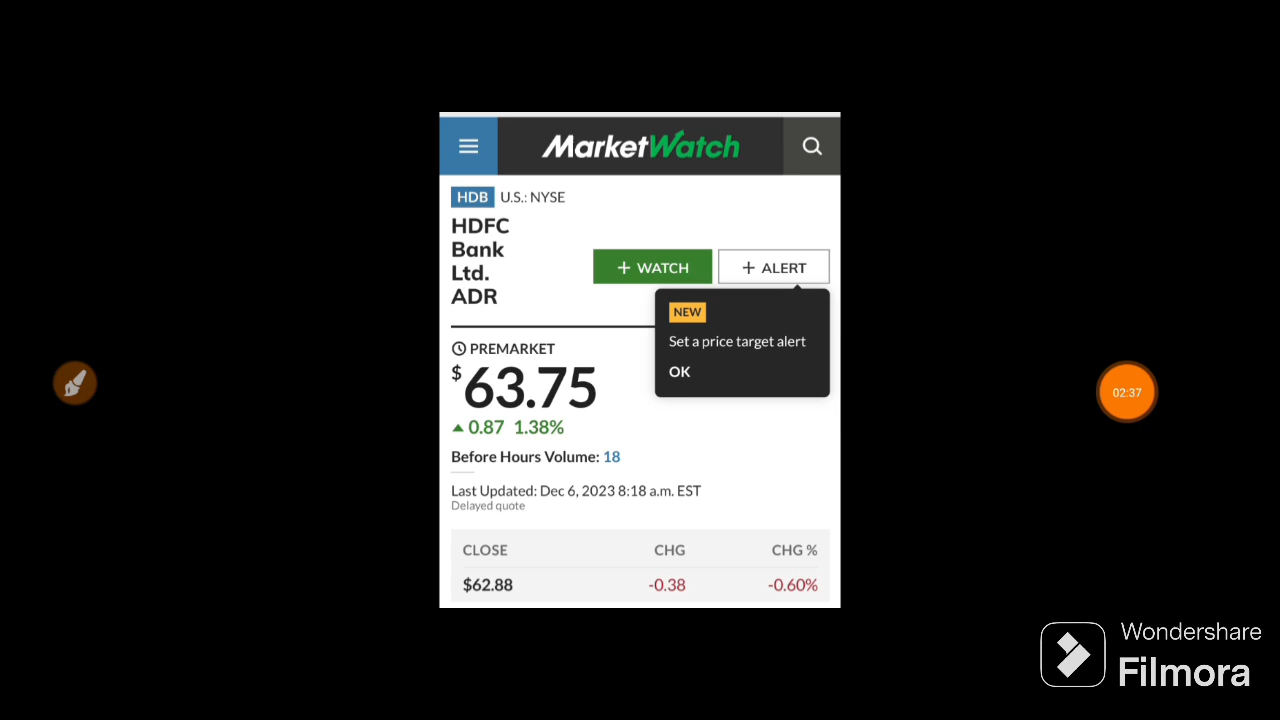 MarketWatch
HDB U.S.: NYSE
HDFC
Bank
Ltd.
ADR
+ WATCH
+ ALERT
NEW
Set a price target alert
OK
PREMARKET
$63.75
0.87 1.38%
Before Hours Volume: 18
Last Updated: Dec 6, 2023 8:18 a.m. EST
Delayed quote
CLOSE CHG CHG %
$62.88 -0.38 -0.60%
02:37
Wondershare
Filmora